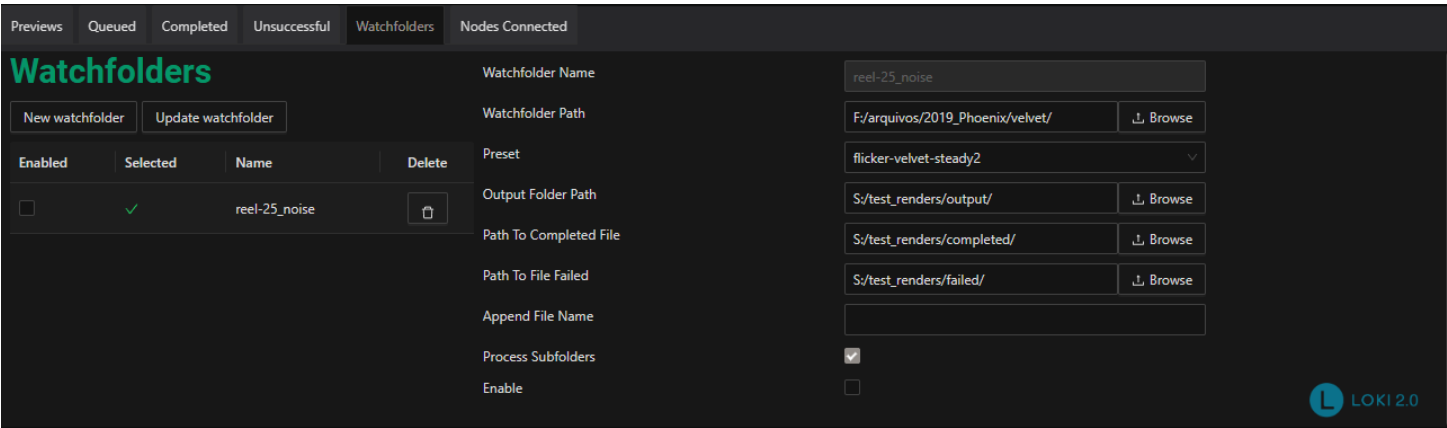 Previews Queued Completed Unsuccessful Watchfolders Nodes Connected
Watchfolders
New watchfolder Update watchfolder
Enabled Selected Name Delete
reel-25_noise
Watchfolder Name reel-25_noise
Watchfolder Path F:/arquivos/2019_Phoenix/velvet/ Browse
Preset flicker-velvet-steady2
Output Folder Path S:/test_renders/output/ Browse
Path To Completed File S:/test_renders/completed/ Browse
Path To File Failed S:/test_renders/failed/ Browse
Append File Name
Process Subfolders
Enable
L LOKI 2.0